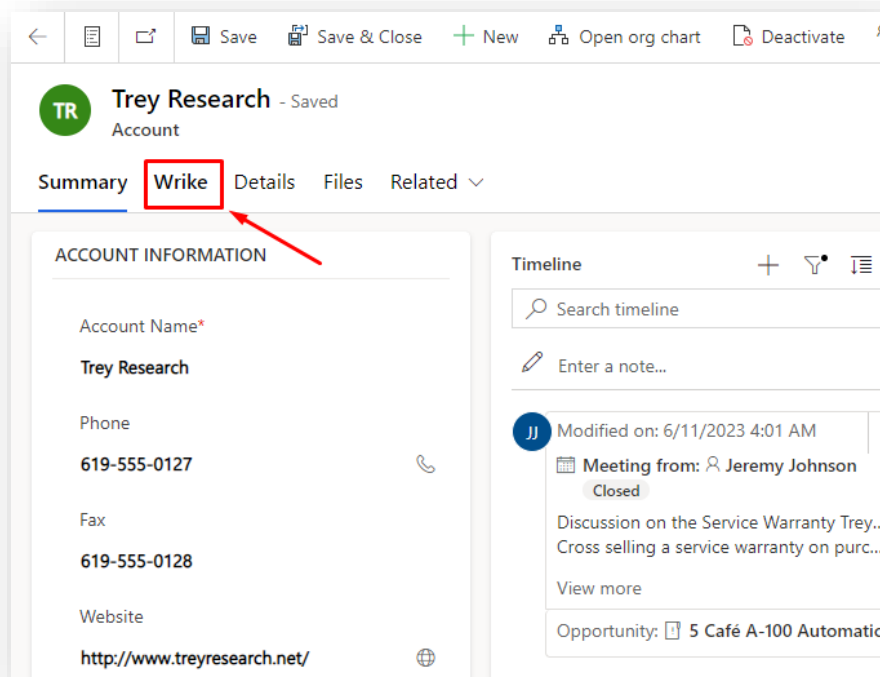 Save Save & Close New Open org chart Deactivate
TR
Trey Research - Saved
Account
Summary Wrike Details Files Related
ACCOUNT INFORMATION
Account Name*
Trey Research
Phone
619-555-0127
Fax
619-555-0128
Website
http://www.treyresearch.net/
Timeline
Search timeline
Enter a note...
JJ
Modified on: 6/11/2023 4:01 AM
Meeting from: Jeremy Johnson
Closed
Discussion on the Service Warranty Trey...
Cross selling a service warranty on purc...
View more
Opportunity: 5 Café A-100 Automatic